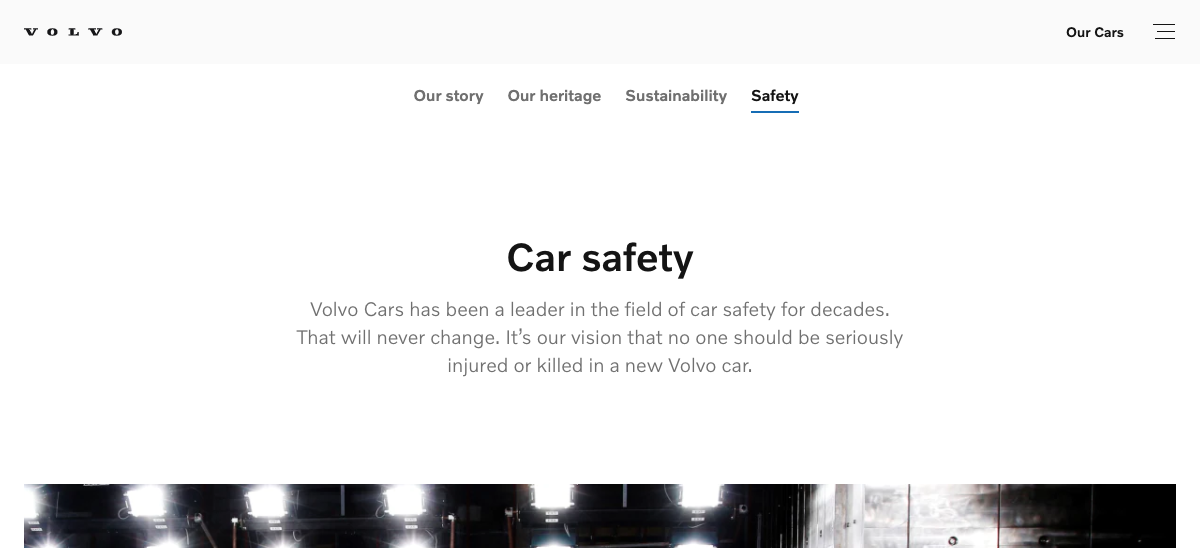 VOLVO
Our Cars
Our story
Our heritage
Sustainability
Safety
Car safety
Volvo Cars has been a leader in the field of car safety for decades.
That will never change. It’s our vision that no one should be seriously
injured or killed in a new Volvo car.